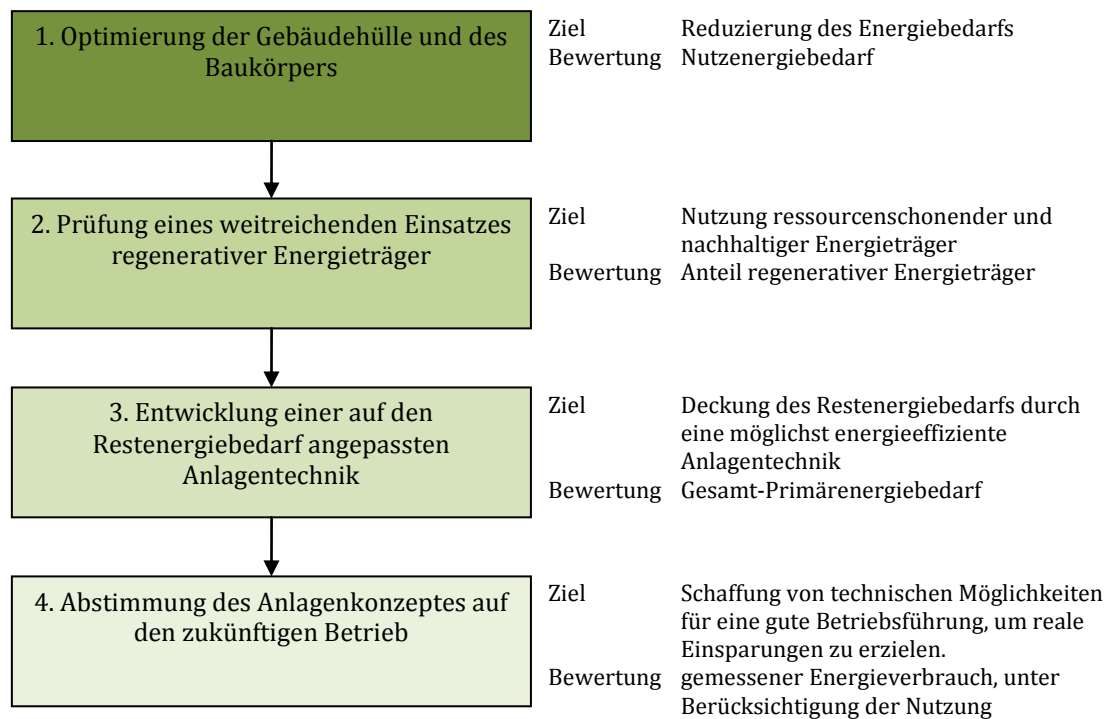 1. Optimierung der Gebäudehülle und des
Baukörpers
Ziel Reduzierung des Energiebedarfs
Bewertung Nutzenergiebedarf
2. Prüfung eines weitreichenden Einsatzes
regenerativer Energieträger
Ziel Nutzung ressourcenschonender und
nachhaltiger Energieträger
Bewertung Anteil regenerativer Energieträger
3. Entwicklung einer auf den
Restenergiebedarf angepassten
Anlagentechnik
Ziel Deckung des Restenergiebedarfs durch
eine möglichst energieeffiziente
Anlagentechnik
Bewertung Gesamt-Primärenergiebedarf
4. Abstimmung des Anlagenkonzeptes auf
den zukünftigen Betrieb
Ziel Schaffung von technischen Möglichkeiten
für eine gute Betriebsführung, um reale
Einsparungen zu erzielen.
Bewertung gemessener Energieverbrauch, unter
Berücksichtigung der Nutzung